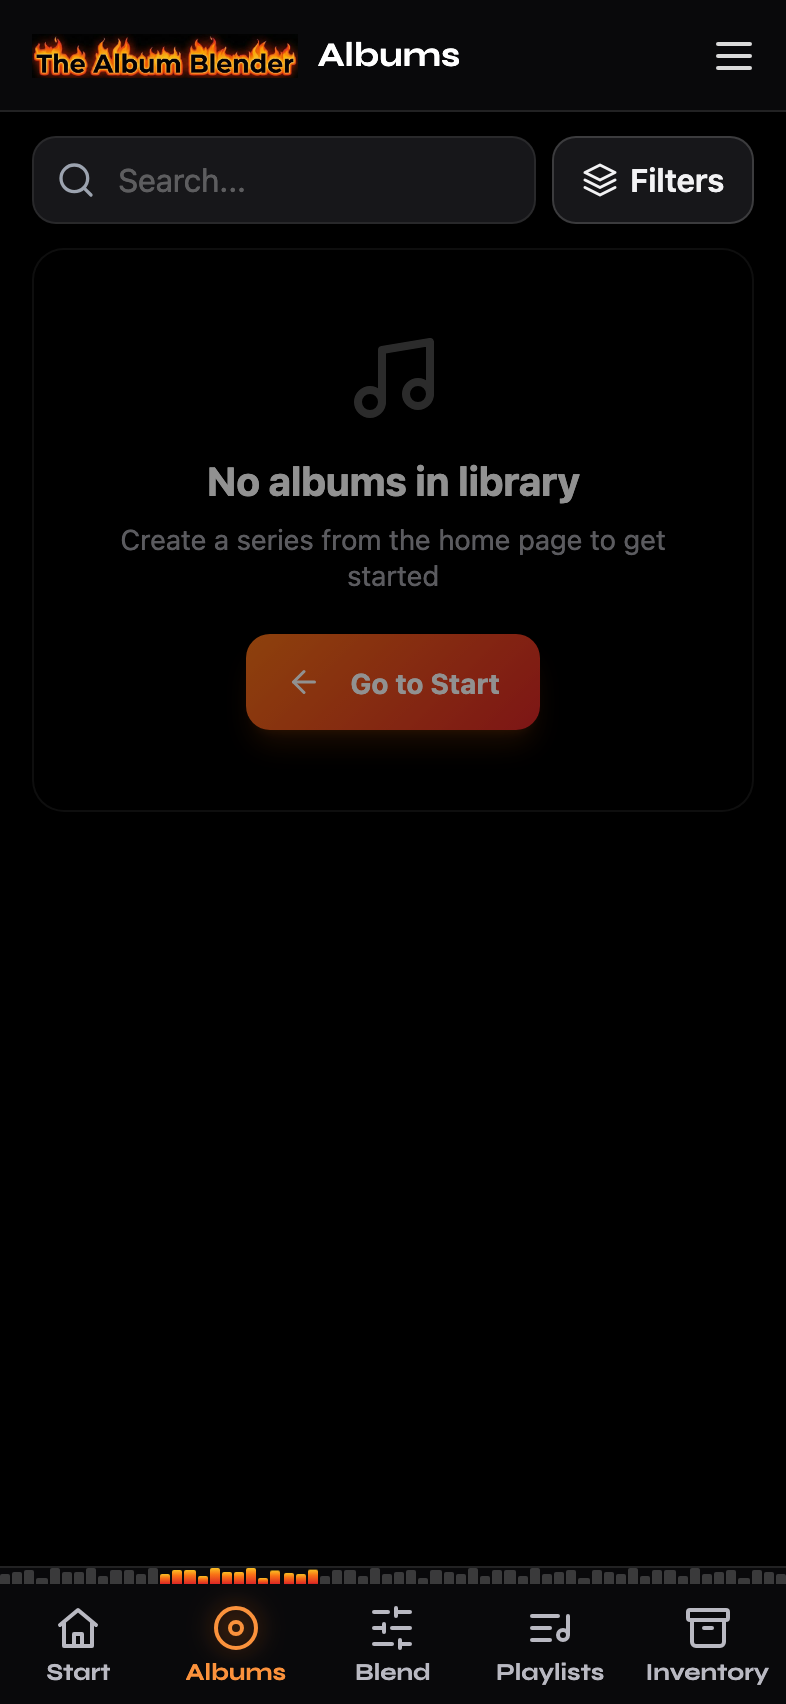 The Album Blender Albums
Search...
Filters
No albums in library
Create a series from the home page to get
started
Go to Start
Start
Albums
Blend
Playlists
Inventory